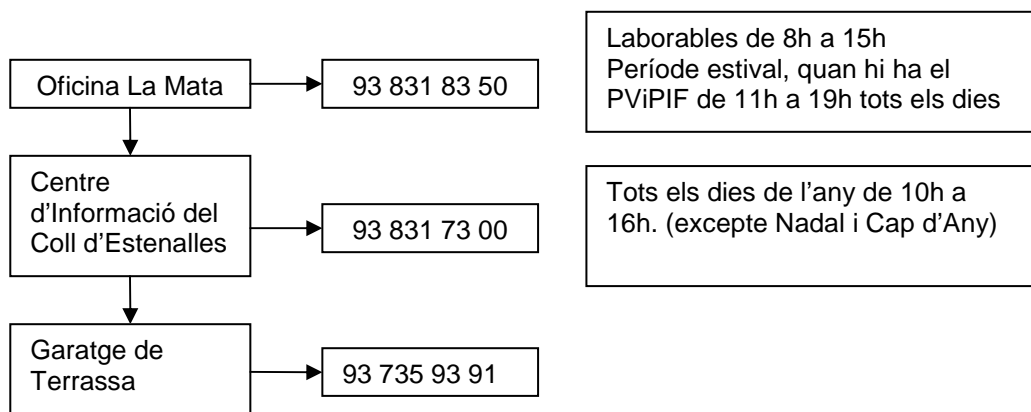 Oficina La Mata
93 831 83 50
Laborables de 8h a 15h
Període estival, quan hi ha el
PViPIF de 11h a 19h tots els dies
Centre
d’Informació del
Coll d’Estenalles
93 831 73 00
Tots els dies de l’any de 10h a
16h. (excepte Nadal i Cap d’Any)
Garatge de
Terrassa
93 735 93 91